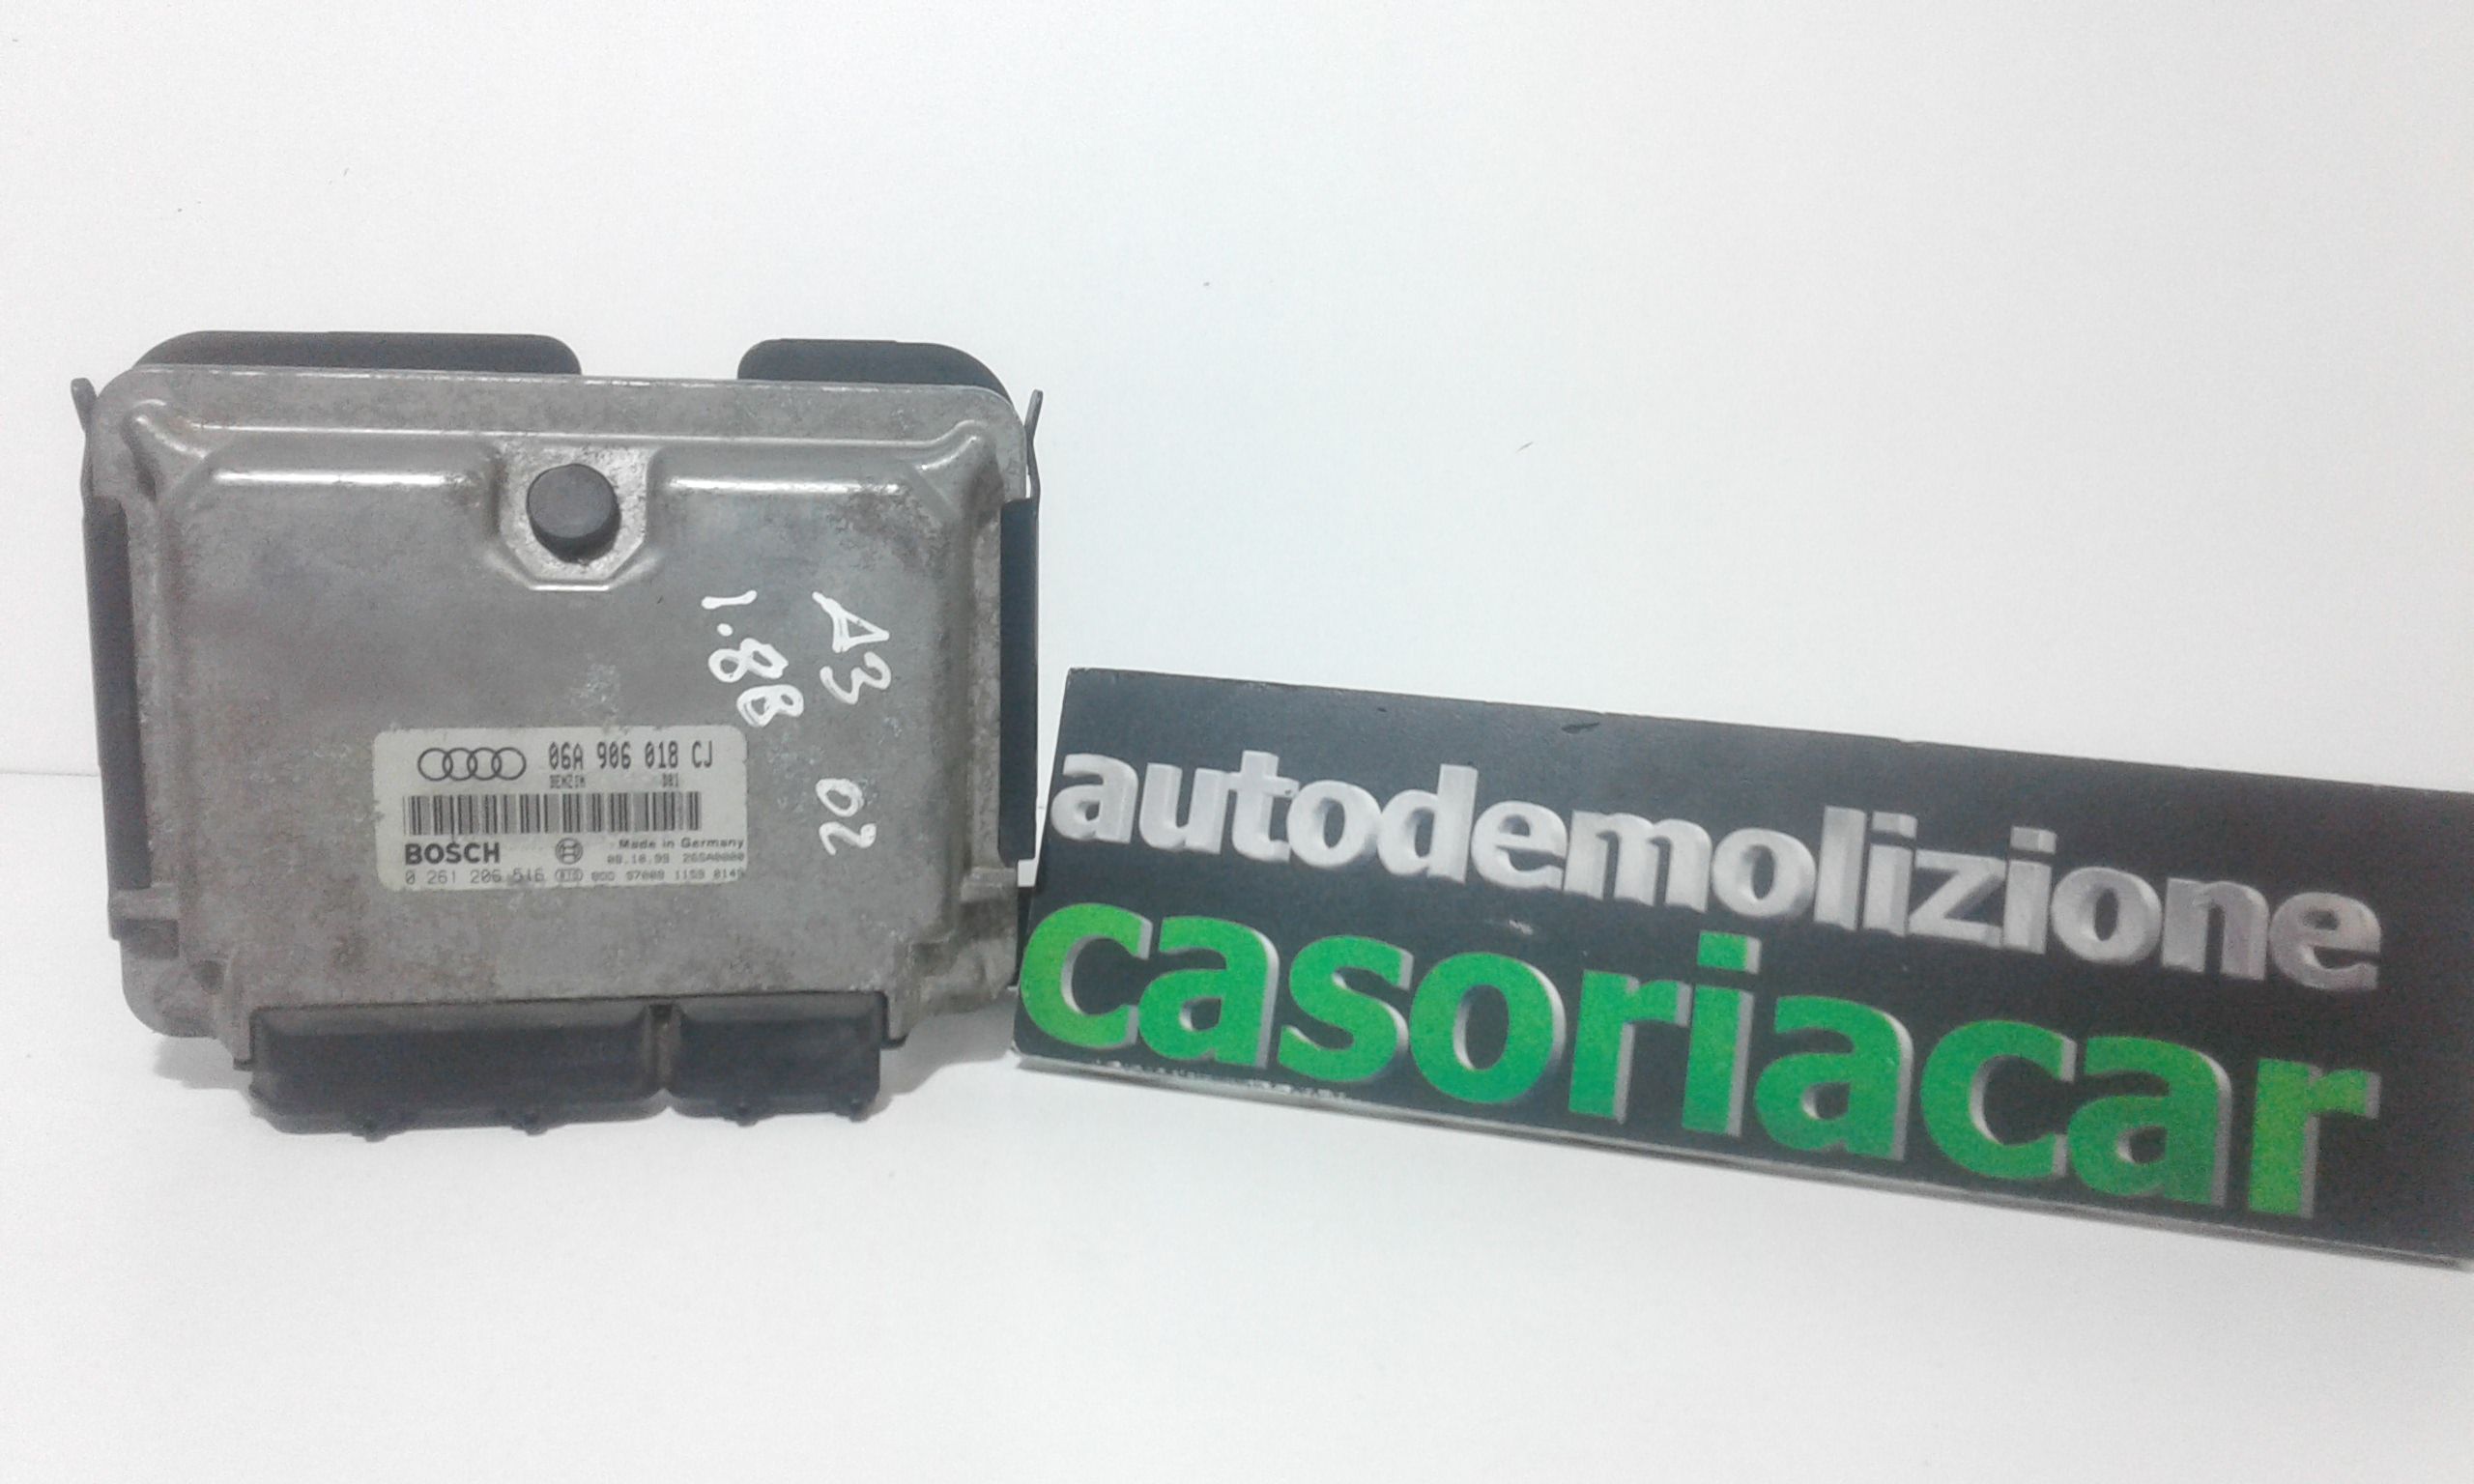 A3 02
1.8B
06A 906 018 CJ
BENZIN D01
BOSCH Made in Germany
0 261 206 516
autodemolizione
casoriacar